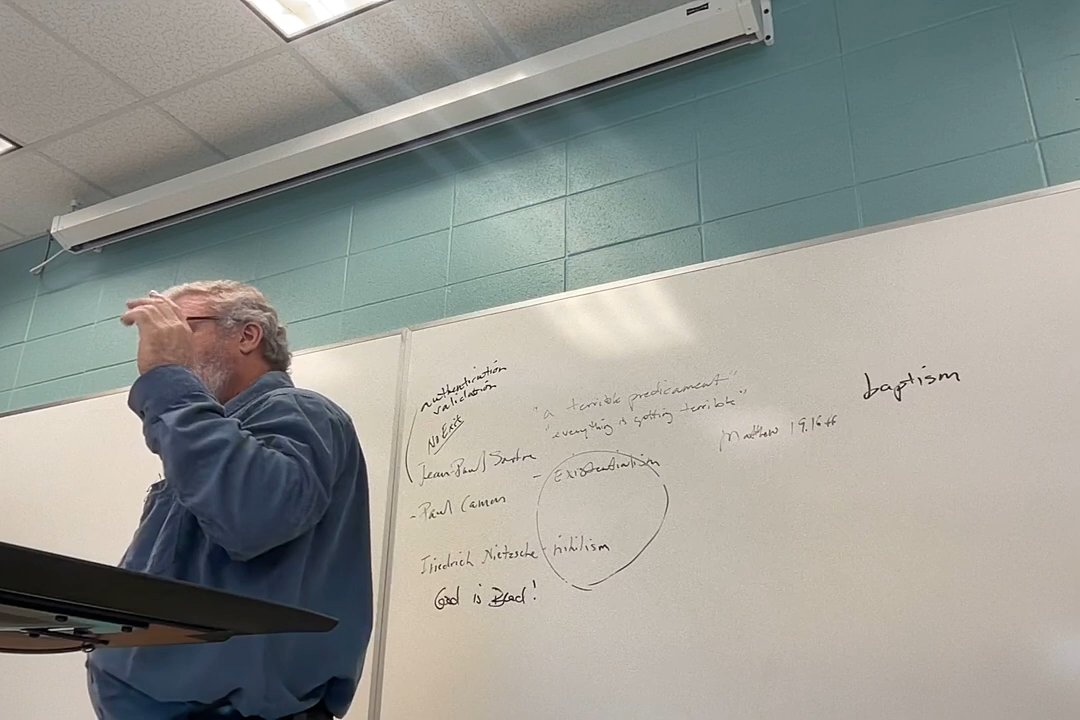 authentication
validation
No Exit
Jean-Paul Sartre - Existentialism
- Paul Camus
Friedrich Nietzsche - nihilism
God is Dead!
"a terrible predicament"
"everything is getting terrible"
Matthew 19.16ff
baptism